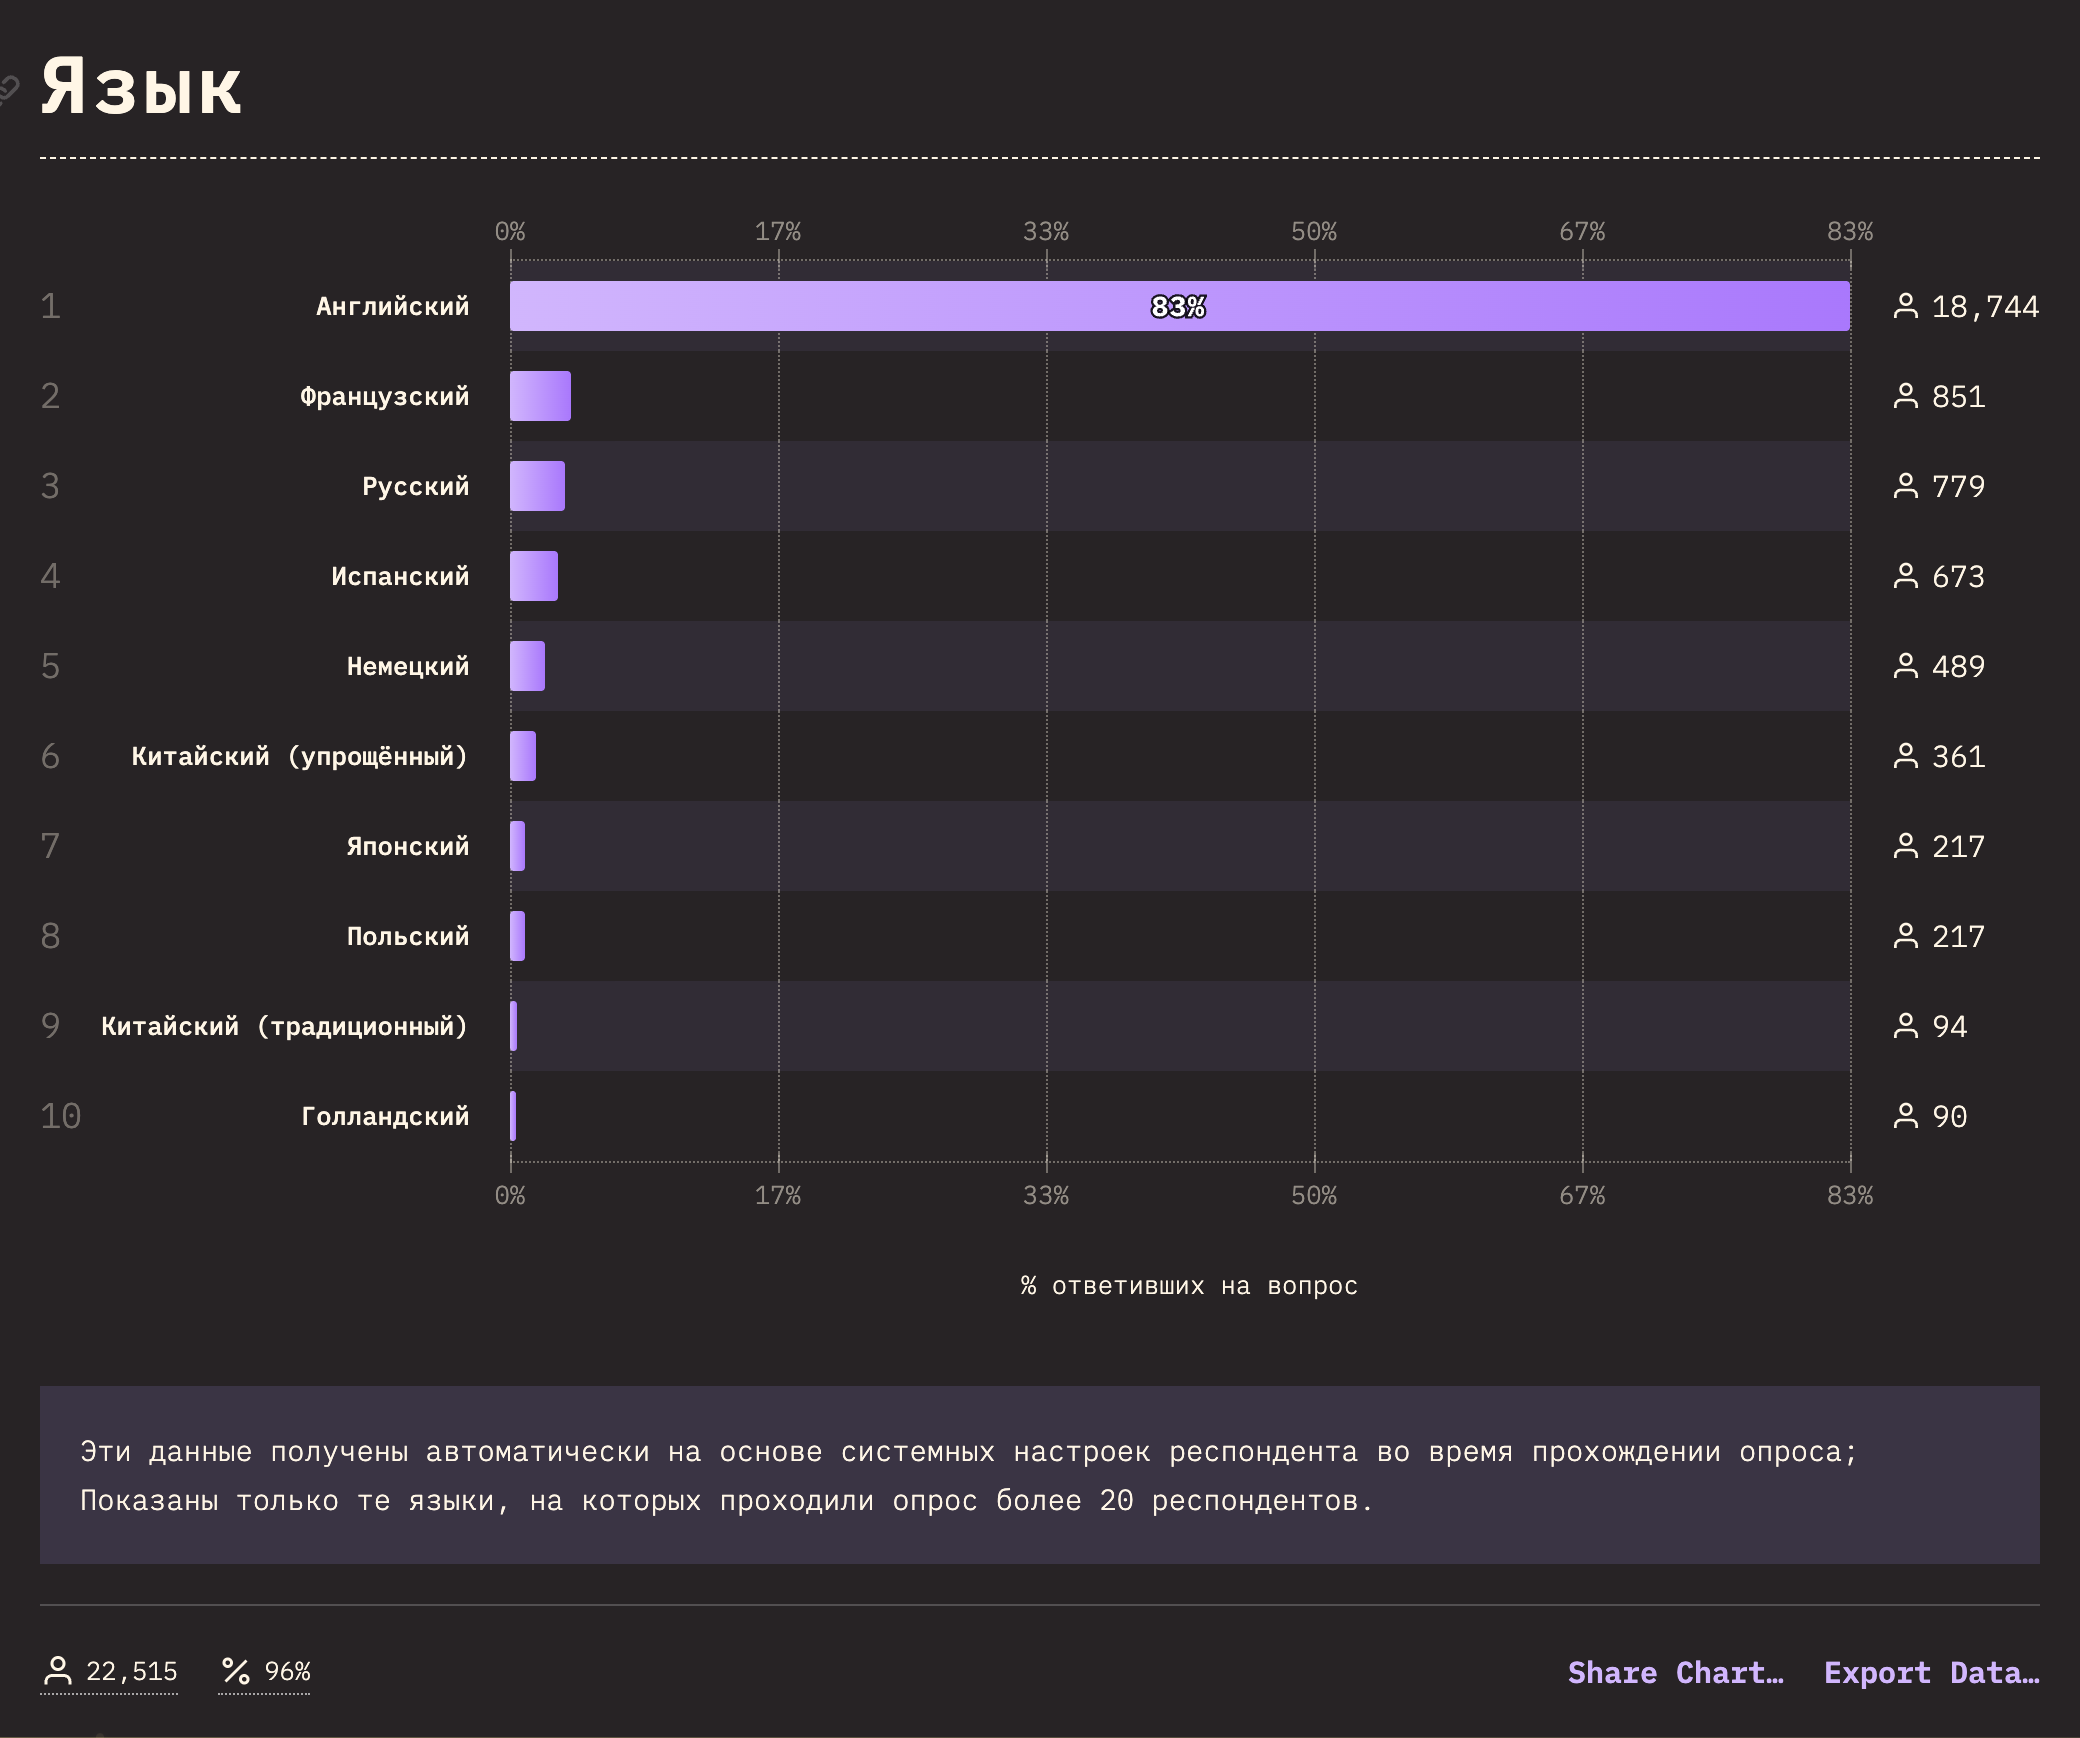 Язык
0% 17% 33% 50% 67% 83%
1 Английский 83% 18,744
2 Французский 851
3 Русский 779
4 Испанский 673
5 Немецкий 489
6 Китайский (упрощённый) 361
7 Японский 217
8 Польский 217
9 Китайский (традиционный) 94
10 Голландский 90
0% 17% 33% 50% 67% 83%
% ответивших на вопрос
Эти данные получены автоматически на основе системных настроек респондента во время прохождении опроса;
Показаны только те языки, на которых проходили опрос более 20 респондентов.
22,515 % 96% Share Chart… Export Data…